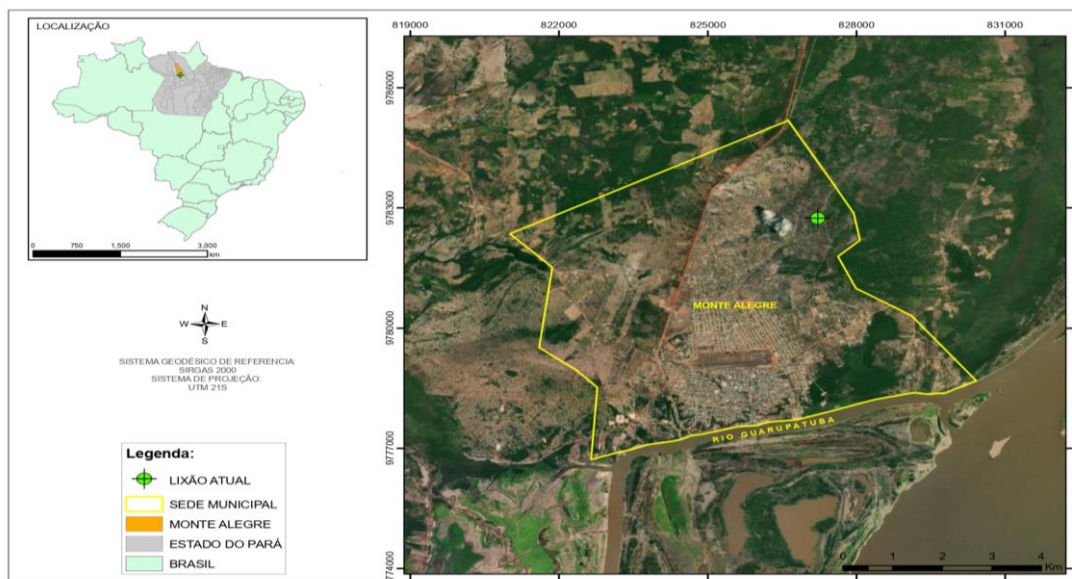 LOCALIZAÇÃO
0 750 1,500 3,000
km
N
W E
S
SISTEMA GEODÉSICO DE REFERENCIA:
SIRGAS 2000
SISTEMA DE PROJEÇÃO:
UTM 21S
Legenda:
LIXÃO ATUAL
SEDE MUNICIPAL
MONTE ALEGRE
ESTADO DO PARÁ
BRASIL
819000 822000 825000 828000 831000
9786000
9783000
9780000
9777000
774000
MONTE ALEGRE
RIO GUARUPATUBA
0 1 2 3 4
Km